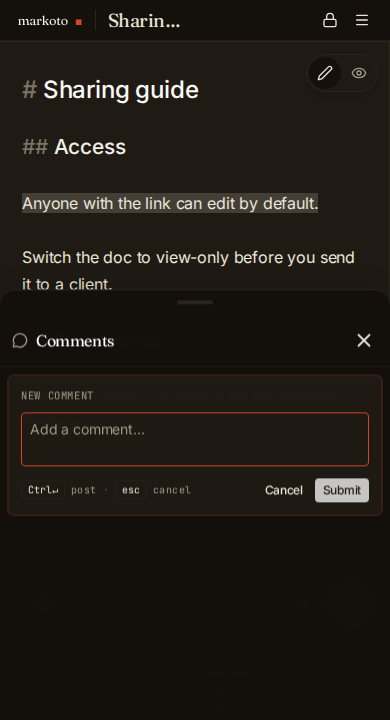 markoto
Sharin...
# Sharing guide
## Access
Anyone with the link can edit by default.
Switch the doc to view-only before you send
it to a client.
Comments
NEW COMMENT
Add a comment...
Ctrl↵ post · esc cancel
Cancel
Submit